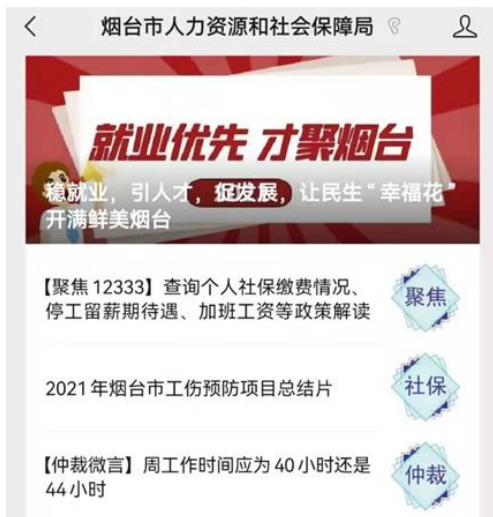 烟台市人力资源和社会保障局
就业优先 才聚烟台
稳就业，引人才，促发展，让民生“幸福花”
开满鲜美烟台
【聚焦12333】查询个人社保缴费情况、
停工留薪期待遇、加班工资等政策解读
聚焦
2021年烟台市工伤预防项目总结片
社保
【仲裁微言】周工作时间应为40小时还是
44小时
仲裁